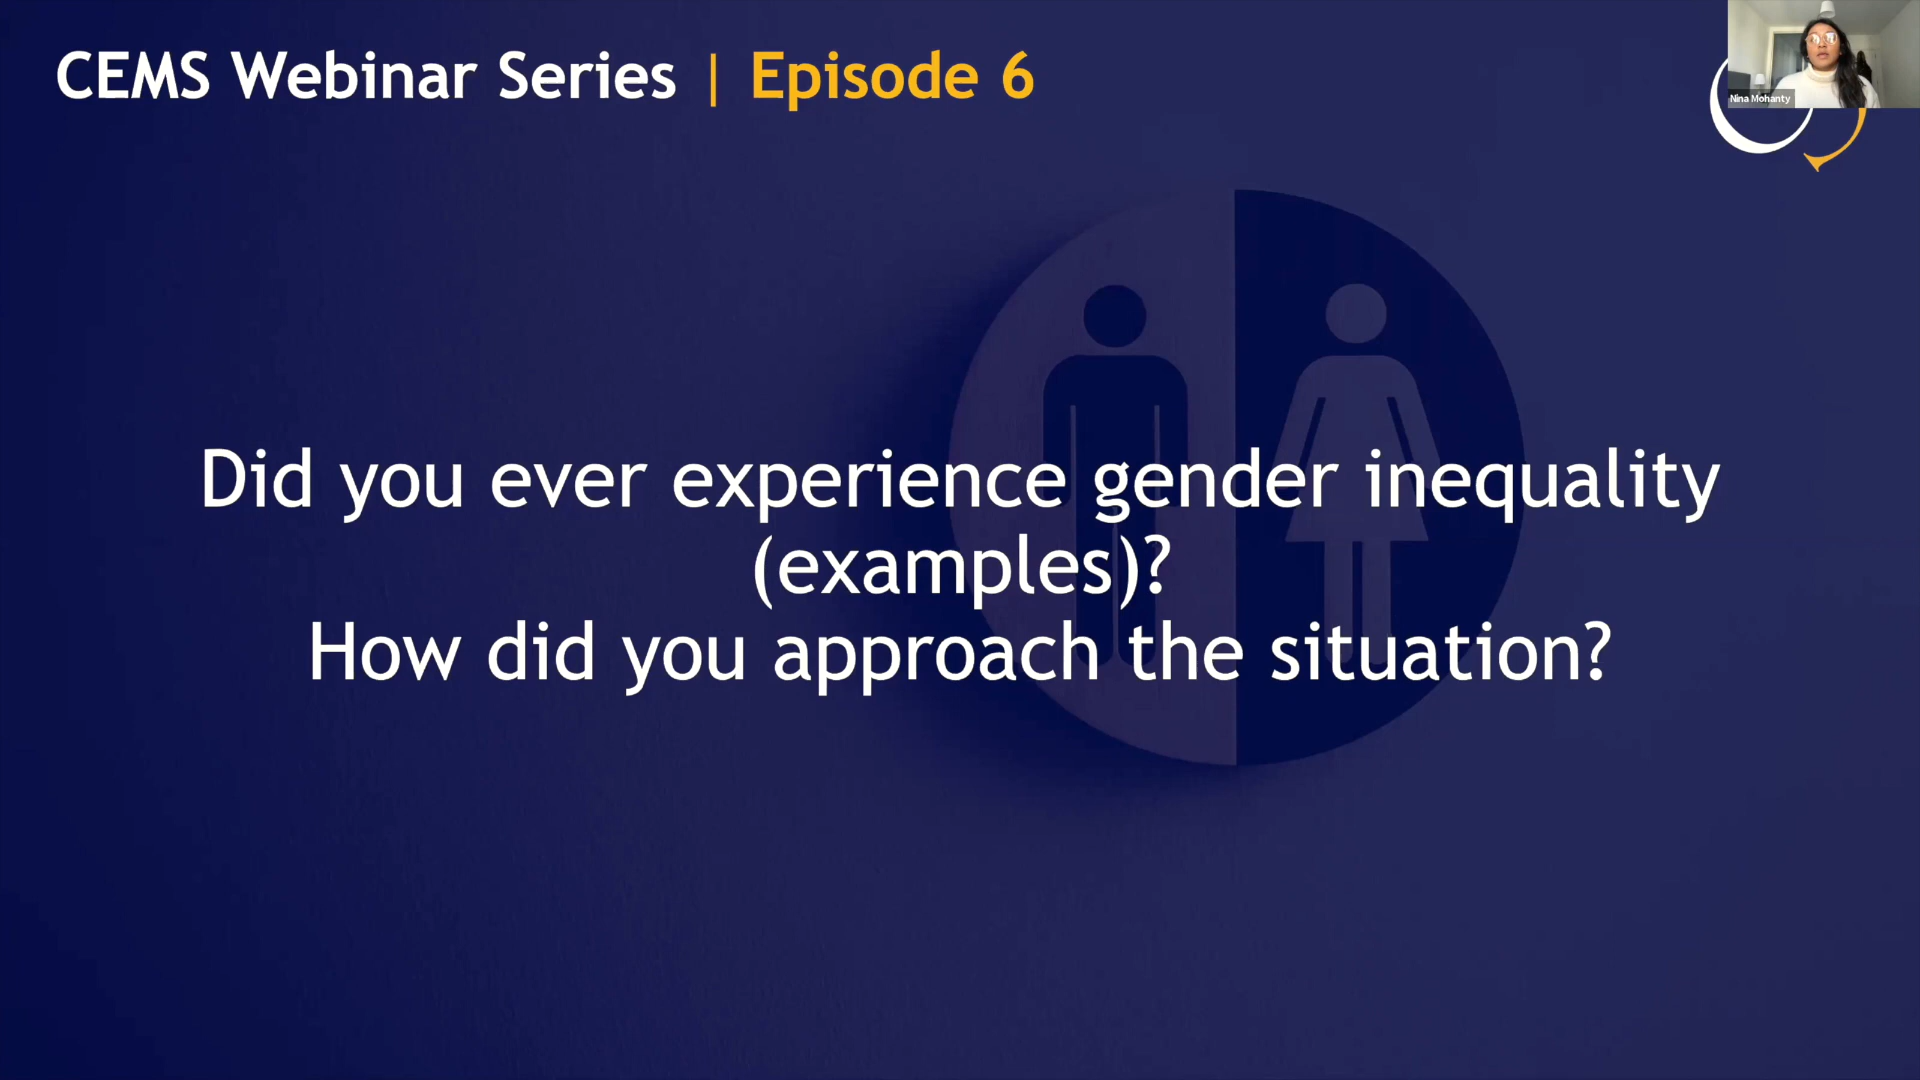 CEMS Webinar Series | Episode 6
Nina Mohanty
Did you ever experience gender inequality
(examples)?
How did you approach the situation?